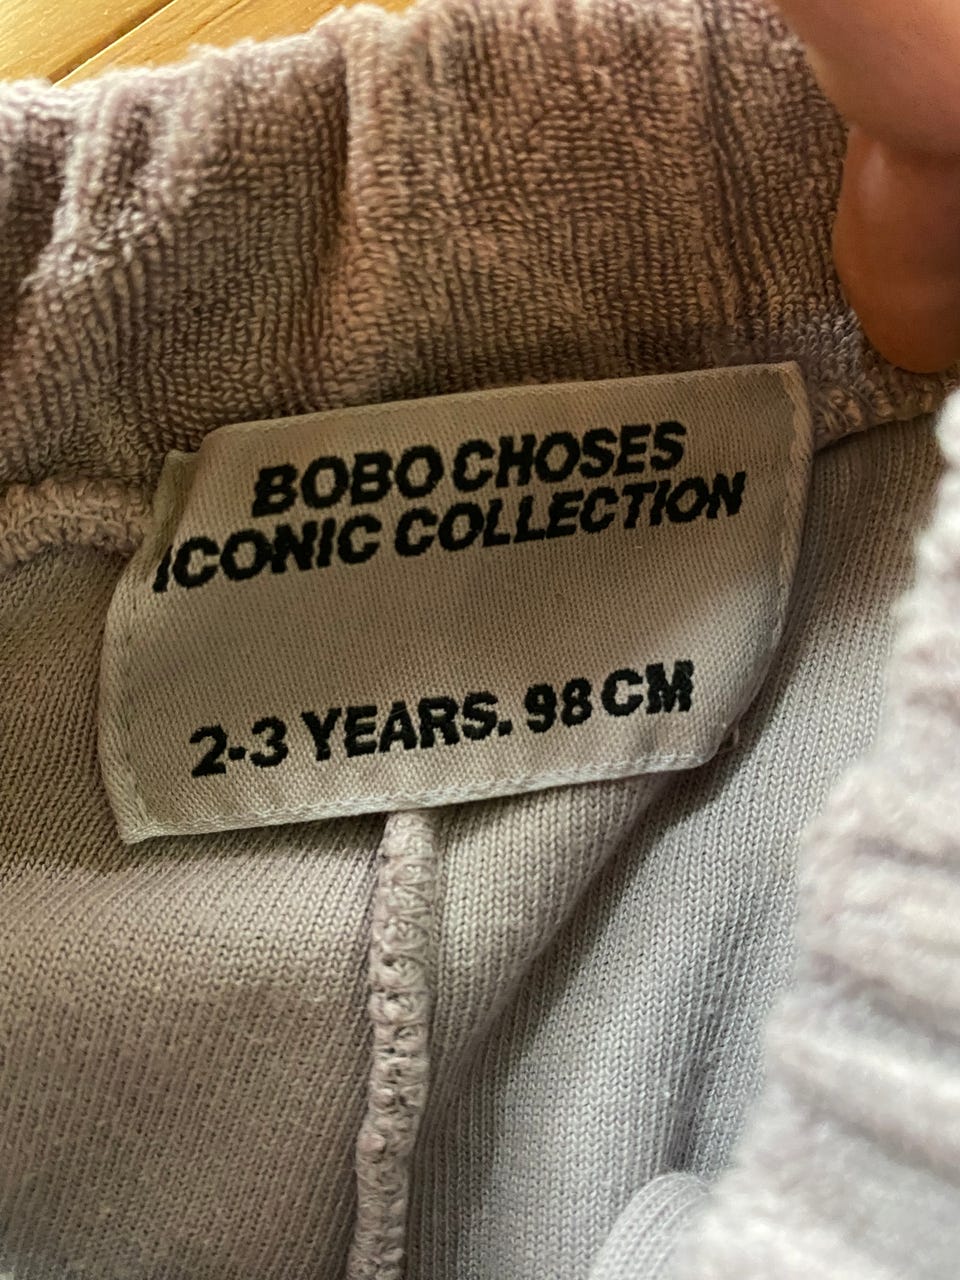 BOBO CHOSES
ICONIC COLLECTION
2-3 YEARS. 98 CM